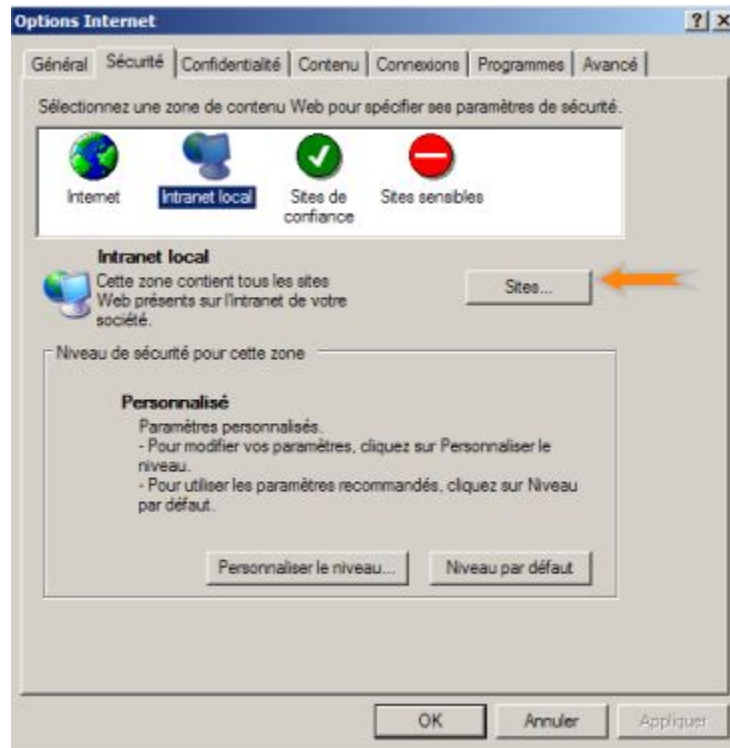 Options Internet
Général Sécurité Confidentialité Contenu Connexions Programmes Avancé
Sélectionnez une zone de contenu Web pour spécifier ses paramètres de sécurité.
Internet Intranet local Sites de confiance Sites sensibles
Intranet local
Cette zone contient tous les sites
Web présents sur l'intranet de votre
société.
Sites...
Niveau de sécurité pour cette zone
Personnalisé
Paramètres personnalisés.
- Pour modifier vos paramètres, cliquez sur Personnaliser le
niveau.
- Pour utiliser les paramètres recommandés, cliquez sur Niveau
par défaut.
Personnaliser le niveau... Niveau par défaut
OK Annuler Appliquer